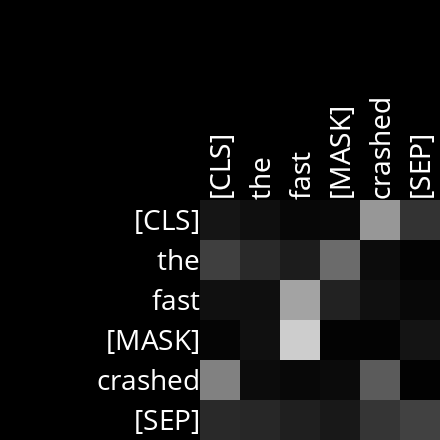 [CLS] the fast [MASK] crashed [SEP]
[CLS]
the
fast
[MASK]
crashed
[SEP]